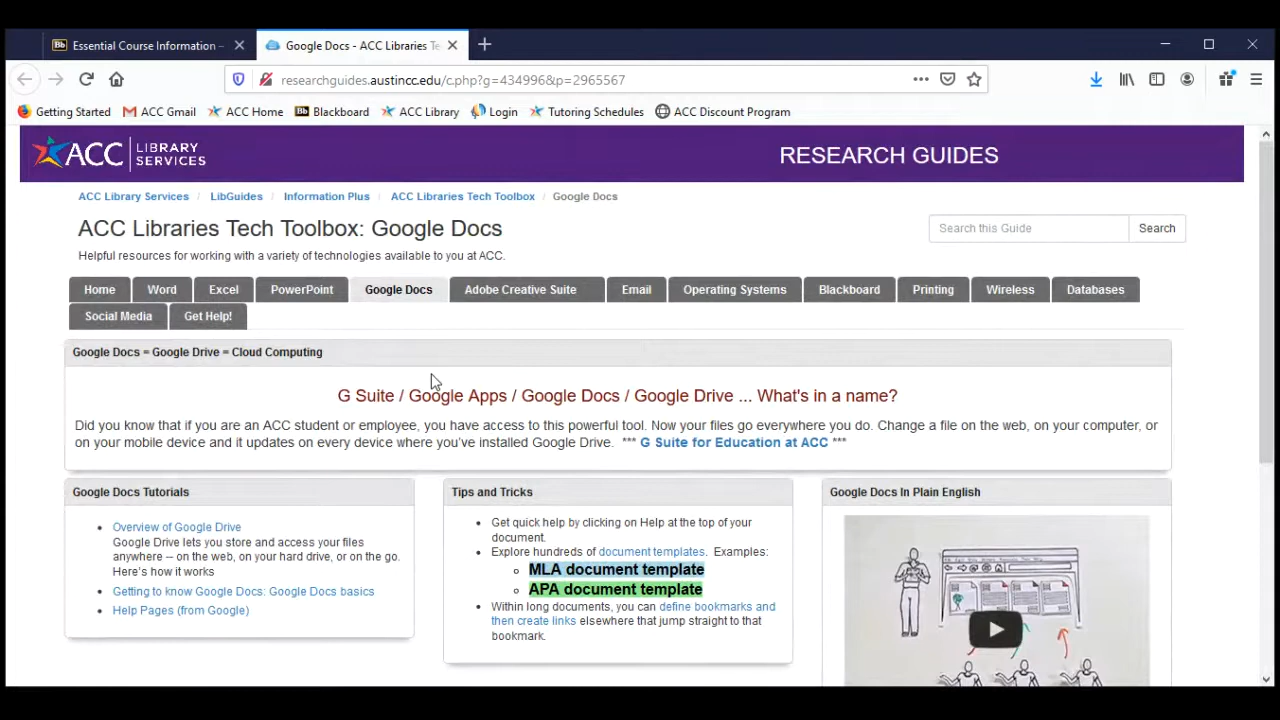 Essential Course Information –
Google Docs - ACC Libraries Te
researchguides.austincc.edu/c.php?g=434996&p=2965567
Getting Started ACC Gmail ACC Home Blackboard ACC Library Login Tutoring Schedules ACC Discount Program
ACC LIBRARY SERVICES
RESEARCH GUIDES
ACC Library Services / LibGuides / Information Plus / ACC Libraries Tech Toolbox / Google Docs
ACC Libraries Tech Toolbox: Google Docs
Search this Guide Search
Helpful resources for working with a variety of technologies available to you at ACC.
Home Word Excel PowerPoint Google Docs Adobe Creative Suite Email Operating Systems Blackboard Printing Wireless Databases
Social Media Get Help!
Google Docs = Google Drive = Cloud Computing
G Suite / Google Apps / Google Docs / Google Drive ... What's in a name?
Did you know that if you are an ACC student or employee, you have access to this powerful tool. Now your files go everywhere you do. Change a file on the web, on your computer, or
on your mobile device and it updates on every device where you've installed Google Drive. *** G Suite for Education at ACC ***
Google Docs Tutorials
Overview of Google Drive
Google Drive lets you store and access your files
anywhere -- on the web, on your hard drive, or on the go.
Here's how it works
Getting to know Google Docs: Google Docs basics
Help Pages (from Google)
Tips and Tricks
Get quick help by clicking on Help at the top of your
document.
Explore hundreds of document templates. Examples:
MLA document template
APA document template
Within long documents, you can define bookmarks and
then create links elsewhere that jump straight to that
bookmark.
Google Docs In Plain English